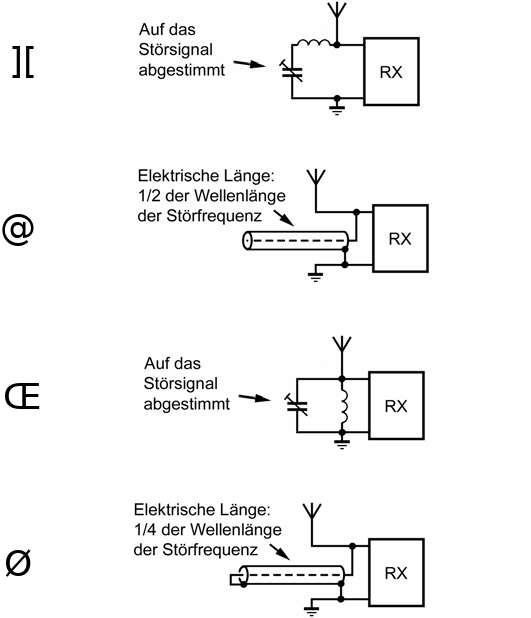 ][
Auf das
Störsignal
abgestimmt
RX
@
Elektrische Länge:
1/2 der Wellenlänge
der Störfrequenz
RX
Œ
Auf das
Störsignal
abgestimmt
RX
Ø
Elektrische Länge:
1/4 der Wellenlänge
der Störfrequenz
RX